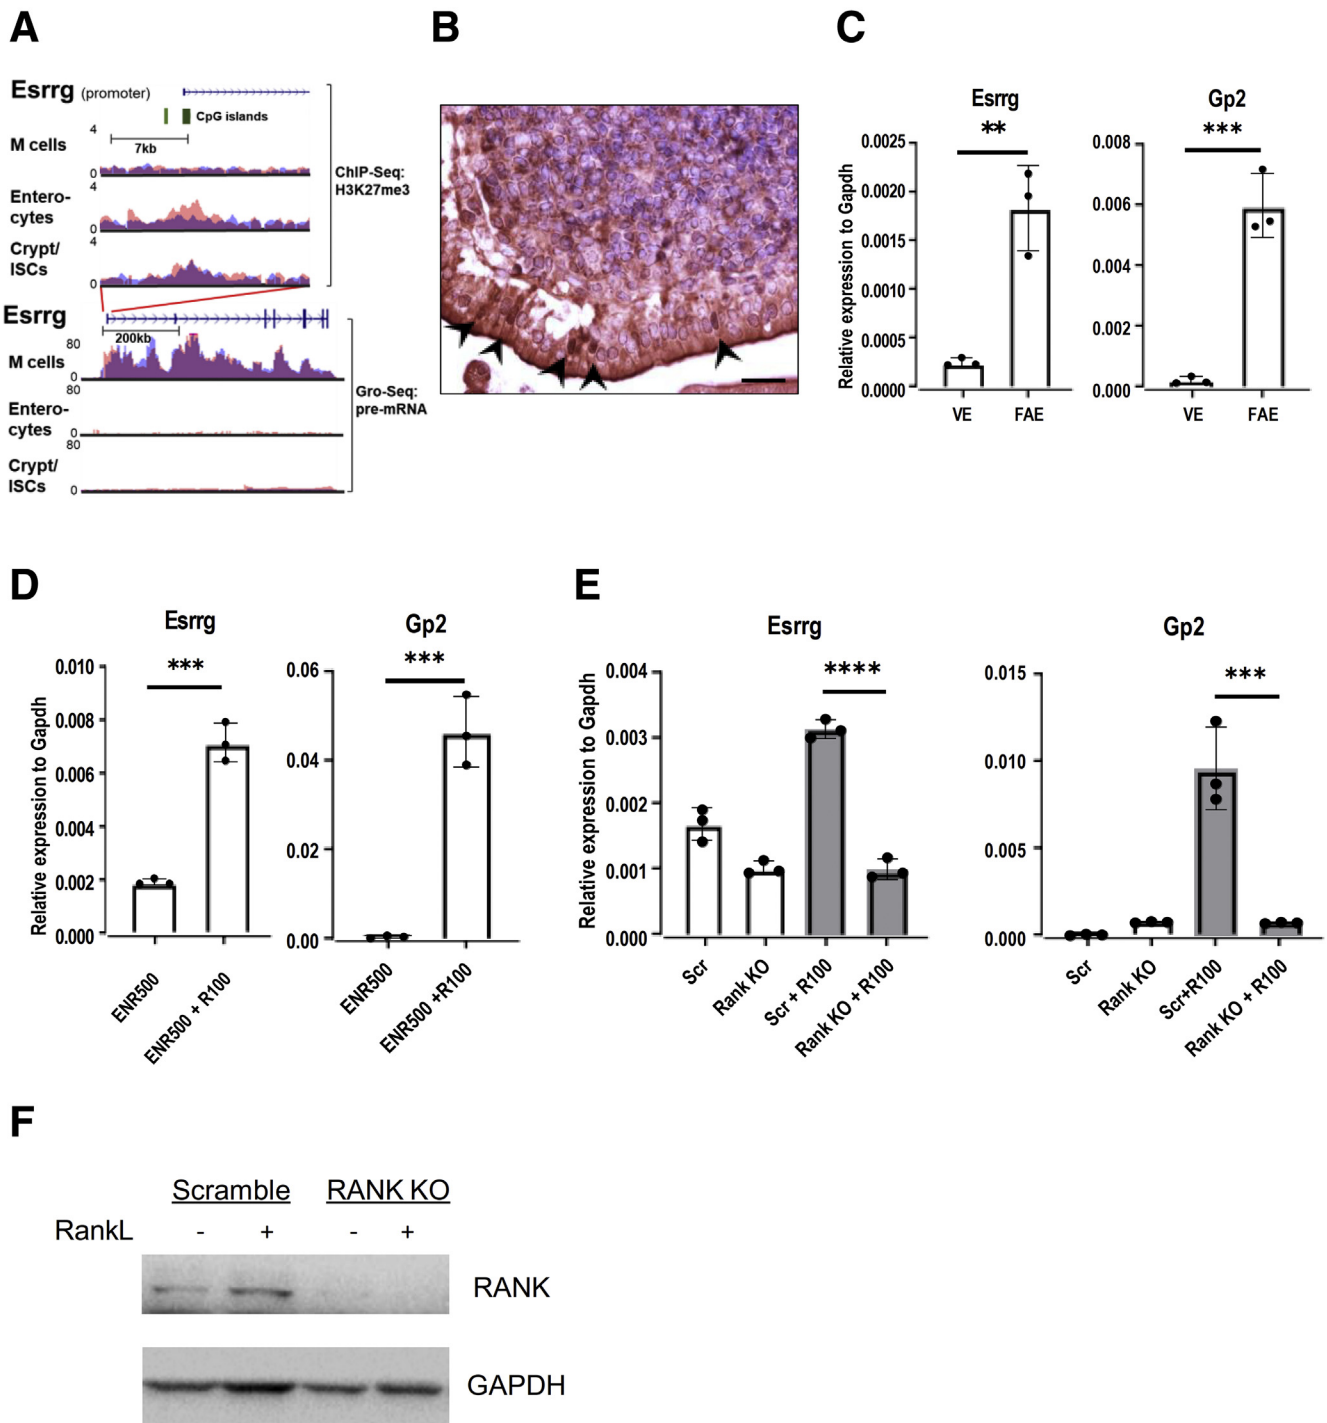 A
Esrrg (promoter)
CpG islands
4
M cells
7kb
0
4
Entero-
cytes
0
4
Crypt/
ISCs
0
ChIP-Seq:
H3K27me3
Esrrg
200kb
80
M cells
0
80
Entero-
cytes
0
80
Crypt/
ISCs
0
Gro-Seq:
pre-mRNA
B
C
Esrrg
**
Relative expression to Gapdh
0.0025
0.0020
0.0015
0.0010
0.0005
0.0000
VE FAE
Gp2
***
0.008
0.006
0.004
0.002
0.000
VE FAE
D
Esrrg
***
Relative expression to Gapdh
0.010
0.008
0.006
0.004
0.002
0.000
ENR500
ENR500 + R100
Gp2
***
0.06
0.04
0.02
0.00
ENR500
ENR500 +R100
E
Esrrg
****
Relative expression to Gapdh
0.004
0.003
0.002
0.001
0.000
Scr
Rank KO
Scr + R100
Rank KO + R100
Gp2
***
0.015
0.010
0.005
0.000
Scr
Rank KO
Scr+R100
Rank KO + R100
F
Scramble RANK KO
RankL - + - +
RANK
GAPDH